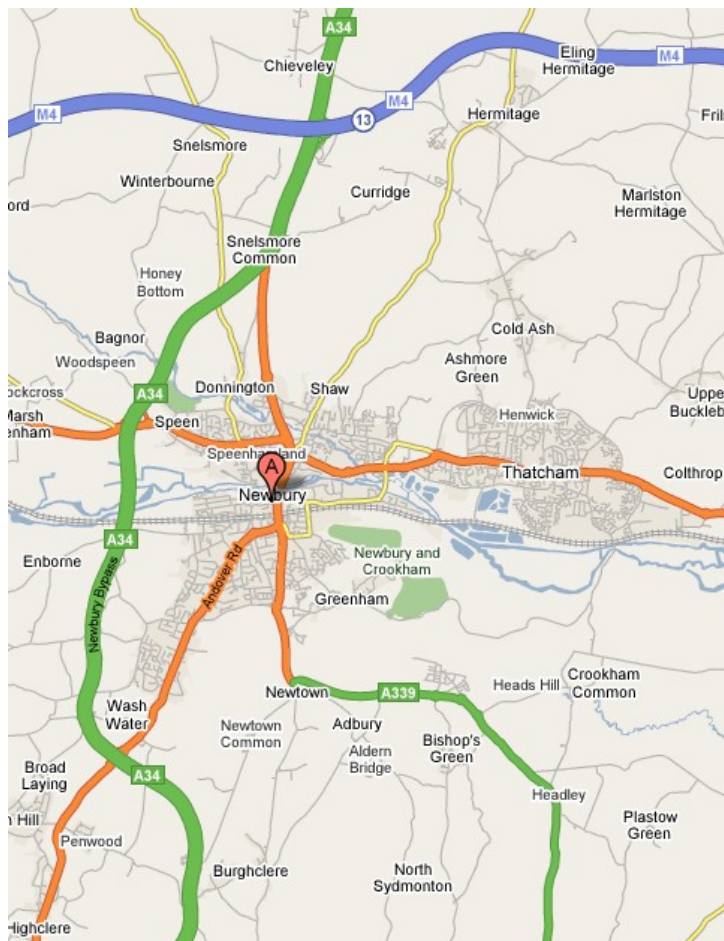 A34
Chieveley
Eling
Hermitage
M4
M4
M4
13
Hermitage
Fril
Snelsmore
Winterbourne
Curridge
Marlston
Hermitage
ord
Snelsmore
Common
Honey
Bottom
Bagnor
Cold Ash
Woodspeen
Ashmore
Green
ockcross
A34
Donnington
Shaw
Uppe
Buckleb
Marsh
enham
Speen
Henwick
Speenhamland
A
Thatcham
Colthrop
Newbury
A34
Newbury and
Crookham
Enborne
Andover Rd
Newbury Bypass
Greenham
Crookham
Common
Heads Hill
Newtown
A339
Wash
Water
Newtown
Common
Adbury
Bishop's
Green
Aldern
Bridge
Broad
Laying
A34
Headley
n Hill
Plastow
Green
Penwood
Burghclere
North
Sydmonton
Highclere